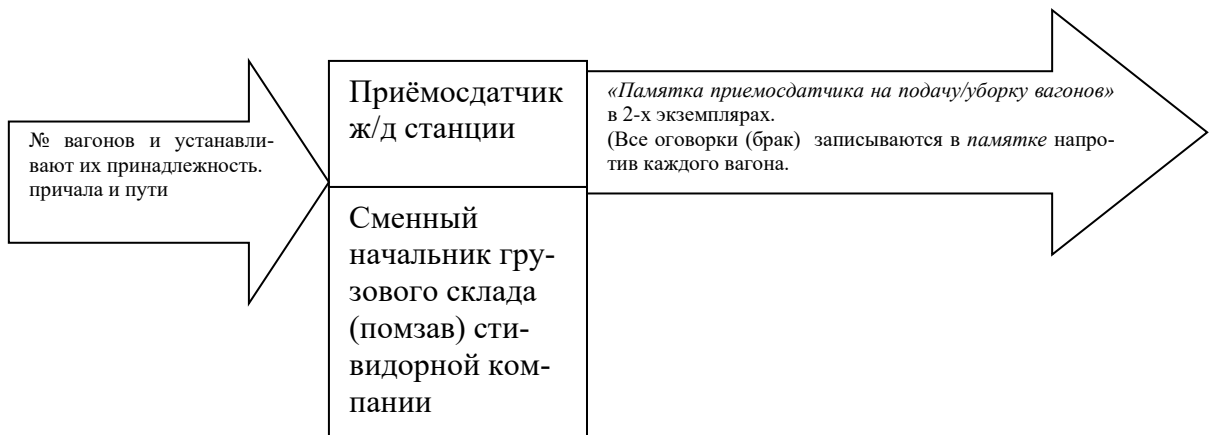 № вагонов и устанавли-
вают их принадлежность.
причала и пути
Приёмосдатчик
ж/д станции
Сменный
начальник гру-
зового склада
(помзав) сти-
видорной ком-
пании
«Памятка приемосдатчика на подачу/уборку вагонов»
в 2-х экземплярах.
(Все оговорки (брак) записываются в памятке напро-
тив каждого вагона.